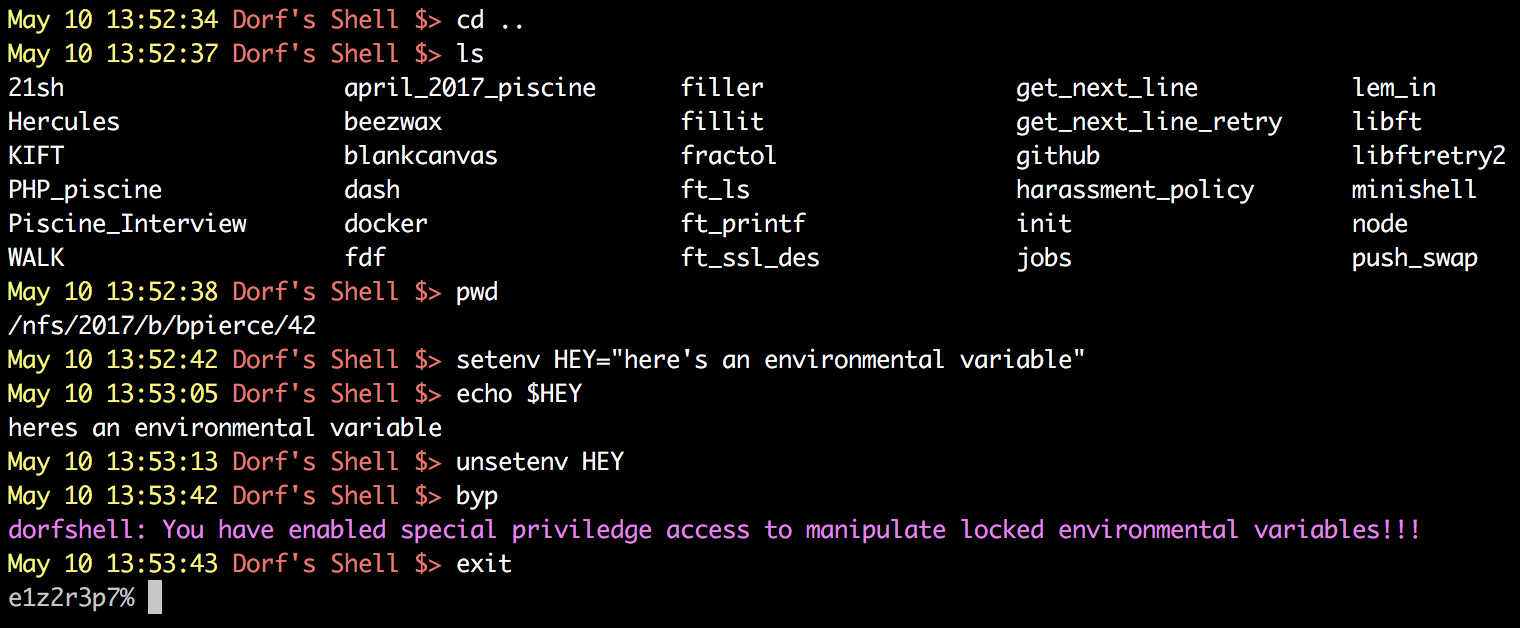 May 10 13:52:34 Dorf's Shell $> cd ..
May 10 13:52:37 Dorf's Shell $> ls
21sh april_2017_piscine filler get_next_line lem_in
Hercules beezwax fillit get_next_line_retry libft
KIFT blankcanvas fractol github libftretry2
PHP_piscine dash ft_ls harassment_policy minishell
Piscine_Interview docker ft_printf init node
WALK fdf ft_ssl_des jobs push_swap
May 10 13:52:38 Dorf's Shell $> pwd
/nfs/2017/b/bpierce/42
May 10 13:52:42 Dorf's Shell $> setenv HEY="here's an environmental variable"
May 10 13:53:05 Dorf's Shell $> echo $HEY
heres an environmental variable
May 10 13:53:13 Dorf's Shell $> unsetenv HEY
May 10 13:53:42 Dorf's Shell $> byp
dorfshell: You have enabled special priviledge access to manipulate locked environmental variables!!!
May 10 13:53:43 Dorf's Shell $> exit
e1z2r3p7%